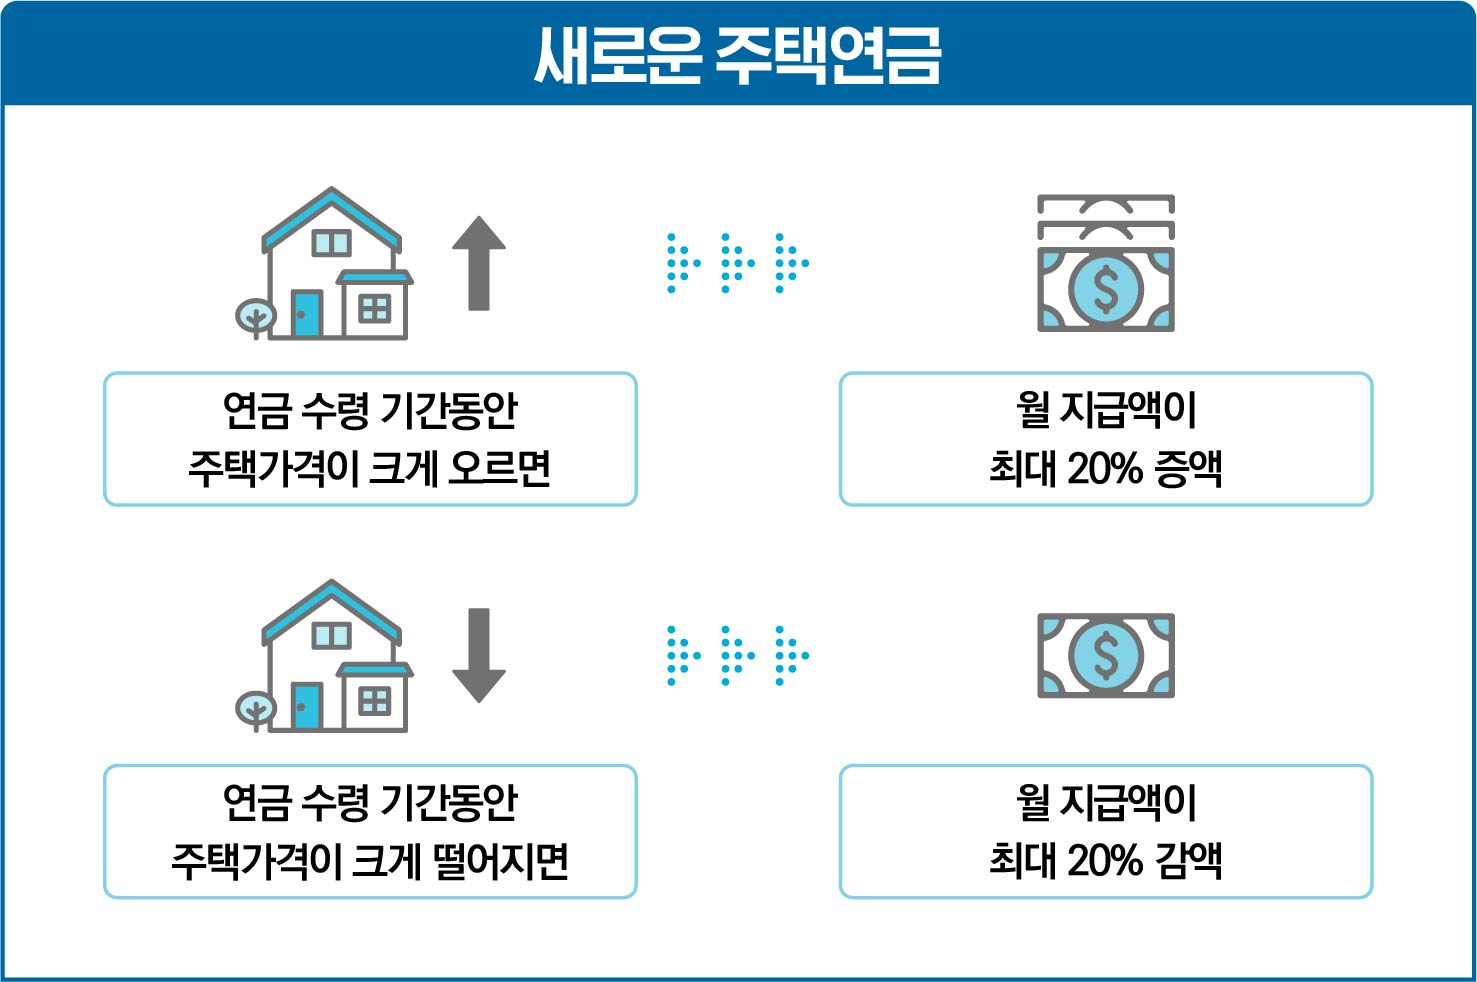 새로운 주택연금
연금 수령 기간동안
주택가격이 크게 오르면
월 지급액이
최대 20% 증액
연금 수령 기간동안
주택가격이 크게 떨어지면
월 지급액이
최대 20% 감액